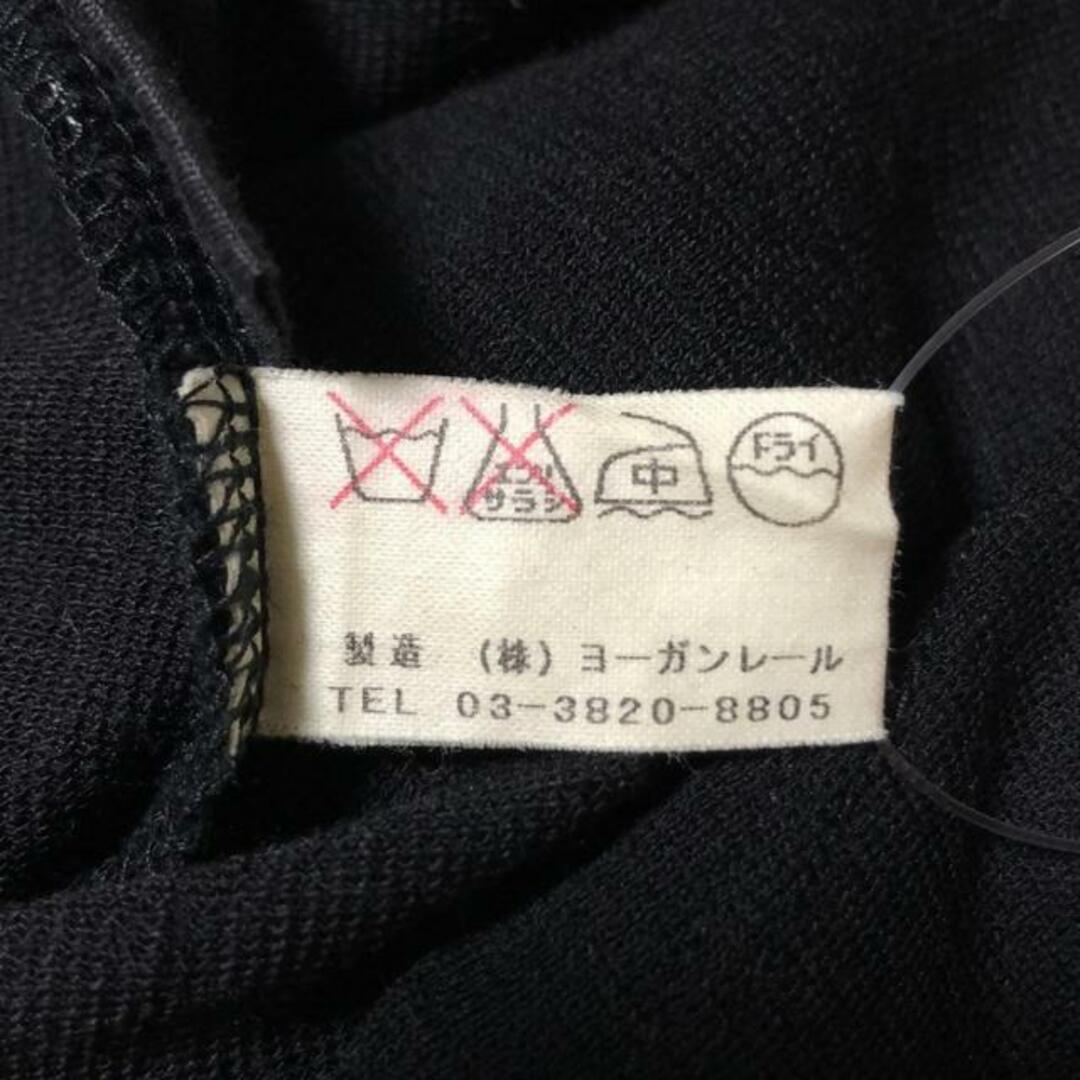 エンソ
サラシ
中
ドライ
製造 (株) ヨーガンレール
TEL 03-3820-8805